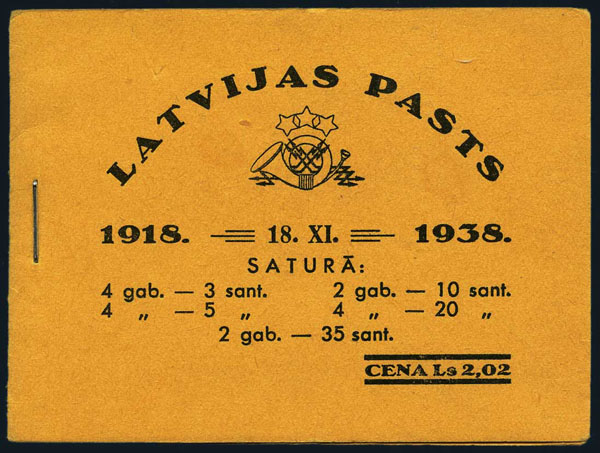 LATVIJAS PASTS
1918. 18. XI. 1938.
SATURĀ:
4 gab. — 3 sant. 2 gab. — 10 sant.
4 „ — 5 „ 4 „ — 20 „
2 gab. — 35 sant.
CENA Ls 2,02